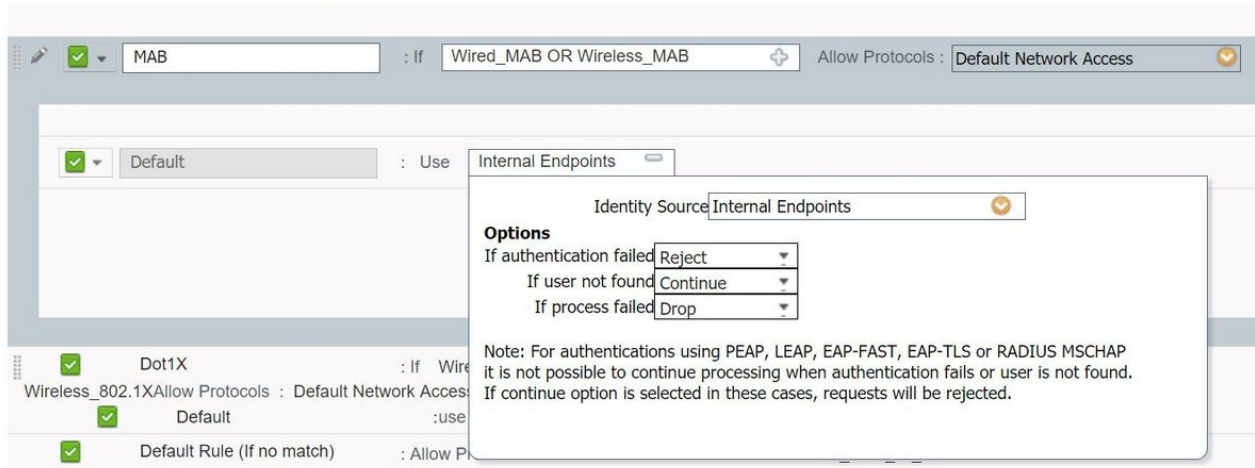 MAB : If Wired_MAB OR Wireless_MAB Allow Protocols : Default Network Access
Default : Use Internal Endpoints
Identity Source Internal Endpoints
Options
If authentication failed Reject
If user not found Continue
If process failed Drop
Note: For authentications using PEAP, LEAP, EAP-FAST, EAP-TLS or RADIUS MSCHAP
it is not possible to continue processing when authentication fails or user is not found.
If continue option is selected in these cases, requests will be rejected.
Dot1X : If Wire
Wireless_802.1XAllow Protocols : Default Network Access
Default :use
Default Rule (If no match) : Allow Pr